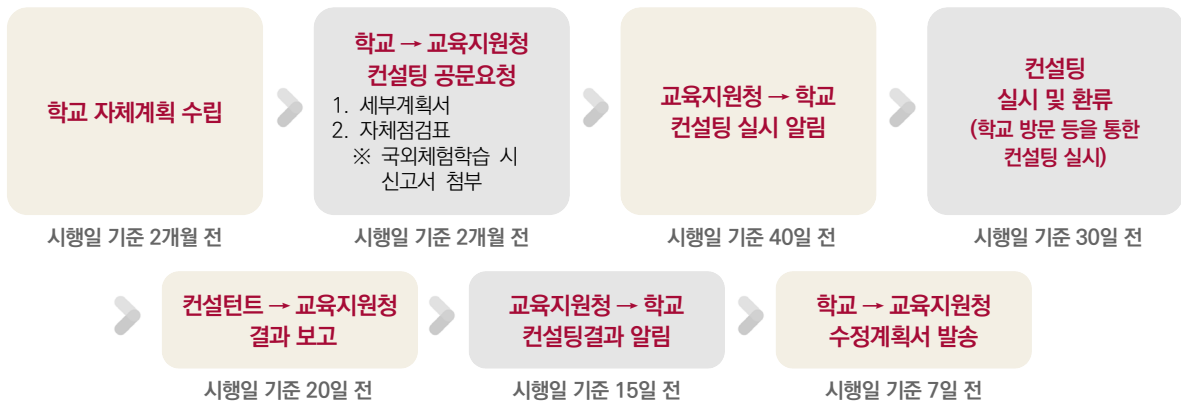 학교 자체계획 수립
학교 → 교육지원청
컨설팅 공문요청
1. 세부계획서
2. 자체점검표
※ 국외체험학습 시
신고서 첨부
교육지원청 → 학교
컨설팅 실시 알림
컨설팅
실시 및 환류
(학교 방문 등을 통한
컨설팅 실시)
시행일 기준 2개월 전
시행일 기준 2개월 전
시행일 기준 40일 전
시행일 기준 30일 전
컨설턴트 → 교육지원청
결과 보고
교육지원청 → 학교
컨설팅결과 알림
학교 → 교육지원청
수정계획서 발송
시행일 기준 20일 전
시행일 기준 15일 전
시행일 기준 7일 전